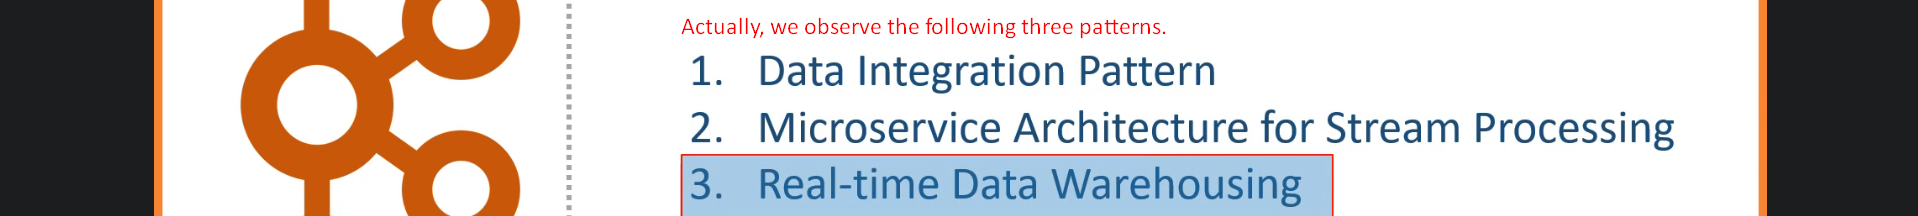 Actually, we observe the following three patterns.
1. Data Integration Pattern
2. Microservice Architecture for Stream Processing
3. Real-time Data Warehousing